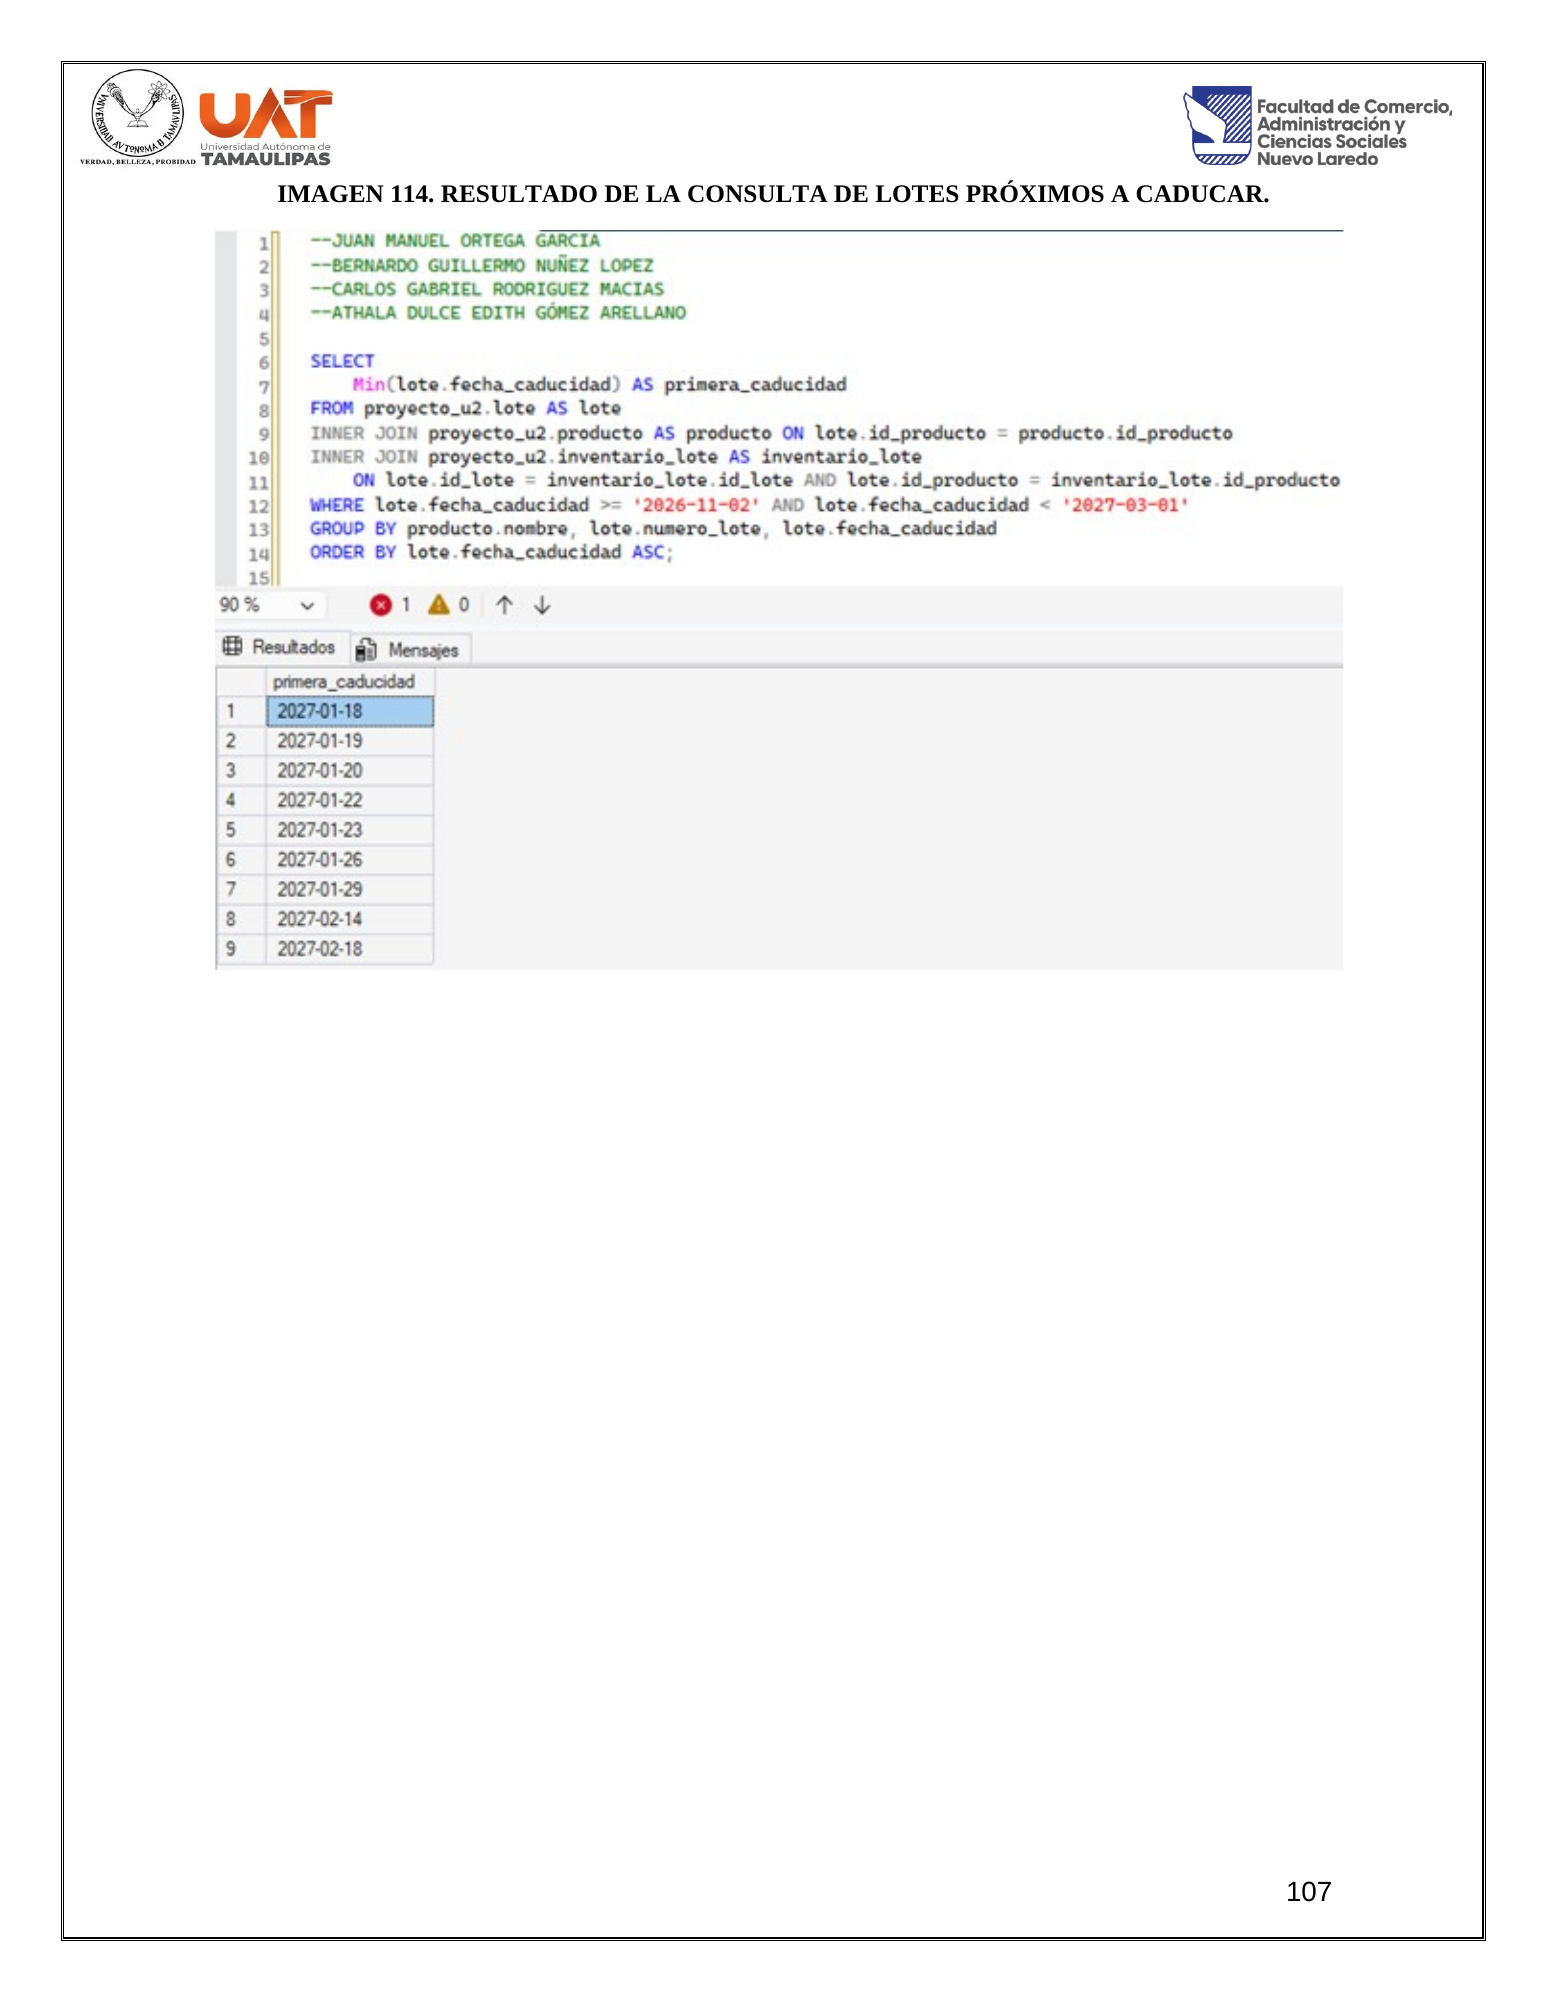 UNIVERSIDAD AVTONOMA D TAMAVLIPAS
VERDAD, BELLEZA, PROBIDAD
UAT
Universidad Autónoma de
TAMAULIPAS
Facultad de Comercio,
Administración y
Ciencias Sociales
Nuevo Laredo
IMAGEN 114. RESULTADO DE LA CONSULTA DE LOTES PRÓXIMOS A CADUCAR.
1 --JUAN MANUEL ORTEGA GARCIA
2 --BERNARDO GUILLERMO NUÑEZ LOPEZ
3 --CARLOS GABRIEL RODRIGUEZ MACIAS
4 --ATHALA DULCE EDITH GÓMEZ ARELLANO
5
6 SELECT
7 Min(lote.fecha_caducidad) AS primera_caducidad
8 FROM proyecto_u2.lote AS lote
9 INNER JOIN proyecto_u2.producto AS producto ON lote.id_producto = producto.id_producto
10 INNER JOIN proyecto_u2.inventario_lote AS inventario_lote
11 ON lote.id_lote = inventario_lote.id_lote AND lote.id_producto = inventario_lote.id_producto
12 WHERE lote.fecha_caducidad >= '2026-11-02' AND lote.fecha_caducidad < '2027-03-01'
13 GROUP BY producto.nombre, lote.numero_lote, lote.fecha_caducidad
14 ORDER BY lote.fecha_caducidad ASC;
15
90 % 1 0
Resultados Mensajes
primera_caducidad
1 2027-01-18
2 2027-01-19
3 2027-01-20
4 2027-01-22
5 2027-01-23
6 2027-01-26
7 2027-01-29
8 2027-02-14
9 2027-02-18
107